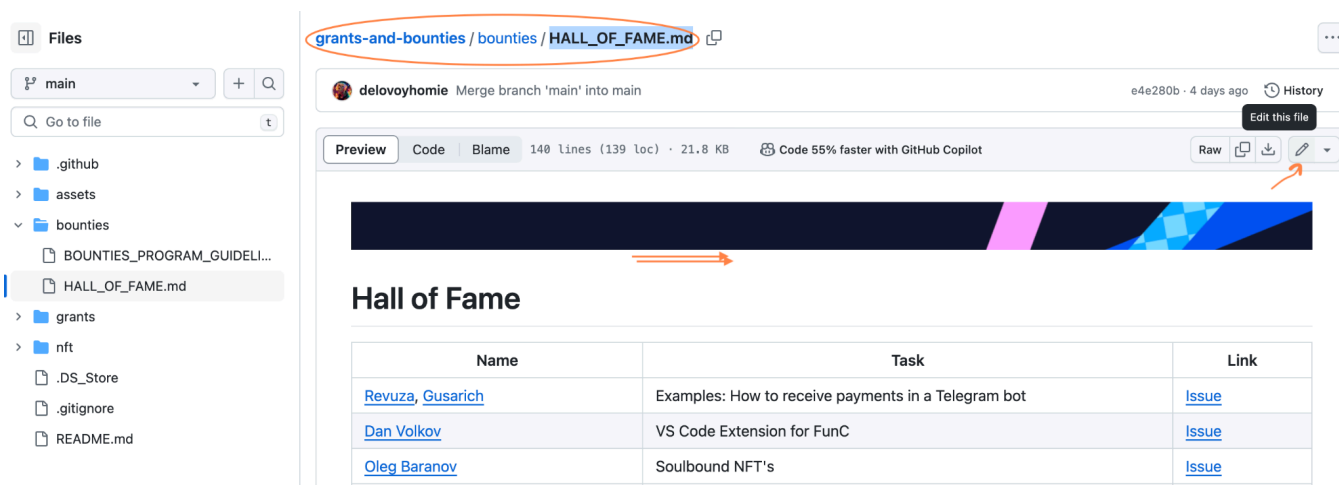 Files
main
Go to file
t
.github
assets
bounties
BOUNTIES_PROGRAM_GUIDELI...
HALL_OF_FAME.md
grants
nft
.DS_Store
.gitignore
README.md
grants-and-bounties / bounties / HALL_OF_FAME.md
delovoyhomie Merge branch 'main' into main
e4e280b · 4 days ago
History
Edit this file
Preview
Code
Blame
140 lines (139 loc) · 21.8 KB
Code 55% faster with GitHub Copilot
Raw
Hall of Fame
Name Task Link
Revuza, Gusarich Examples: How to receive payments in a Telegram bot Issue
Dan Volkov VS Code Extension for FunC Issue
Oleg Baranov Soulbound NFT's Issue